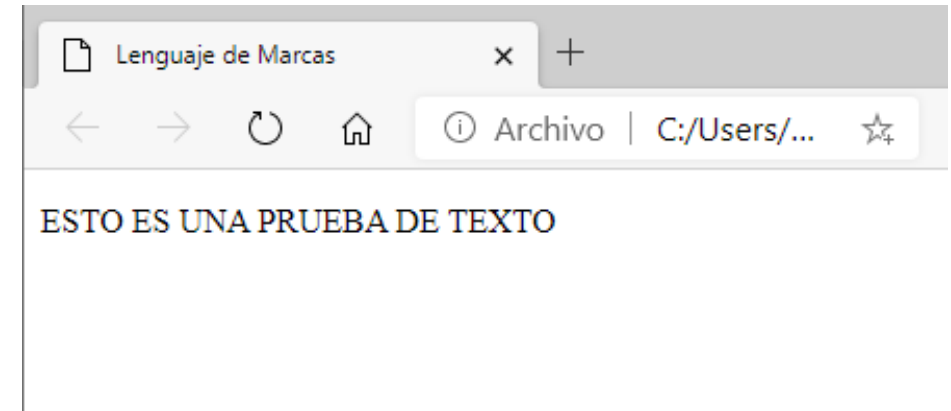 Lenguaje de Marcas
Archivo | C:/Users/...
ESTO ES UNA PRUEBA DE TEXTO